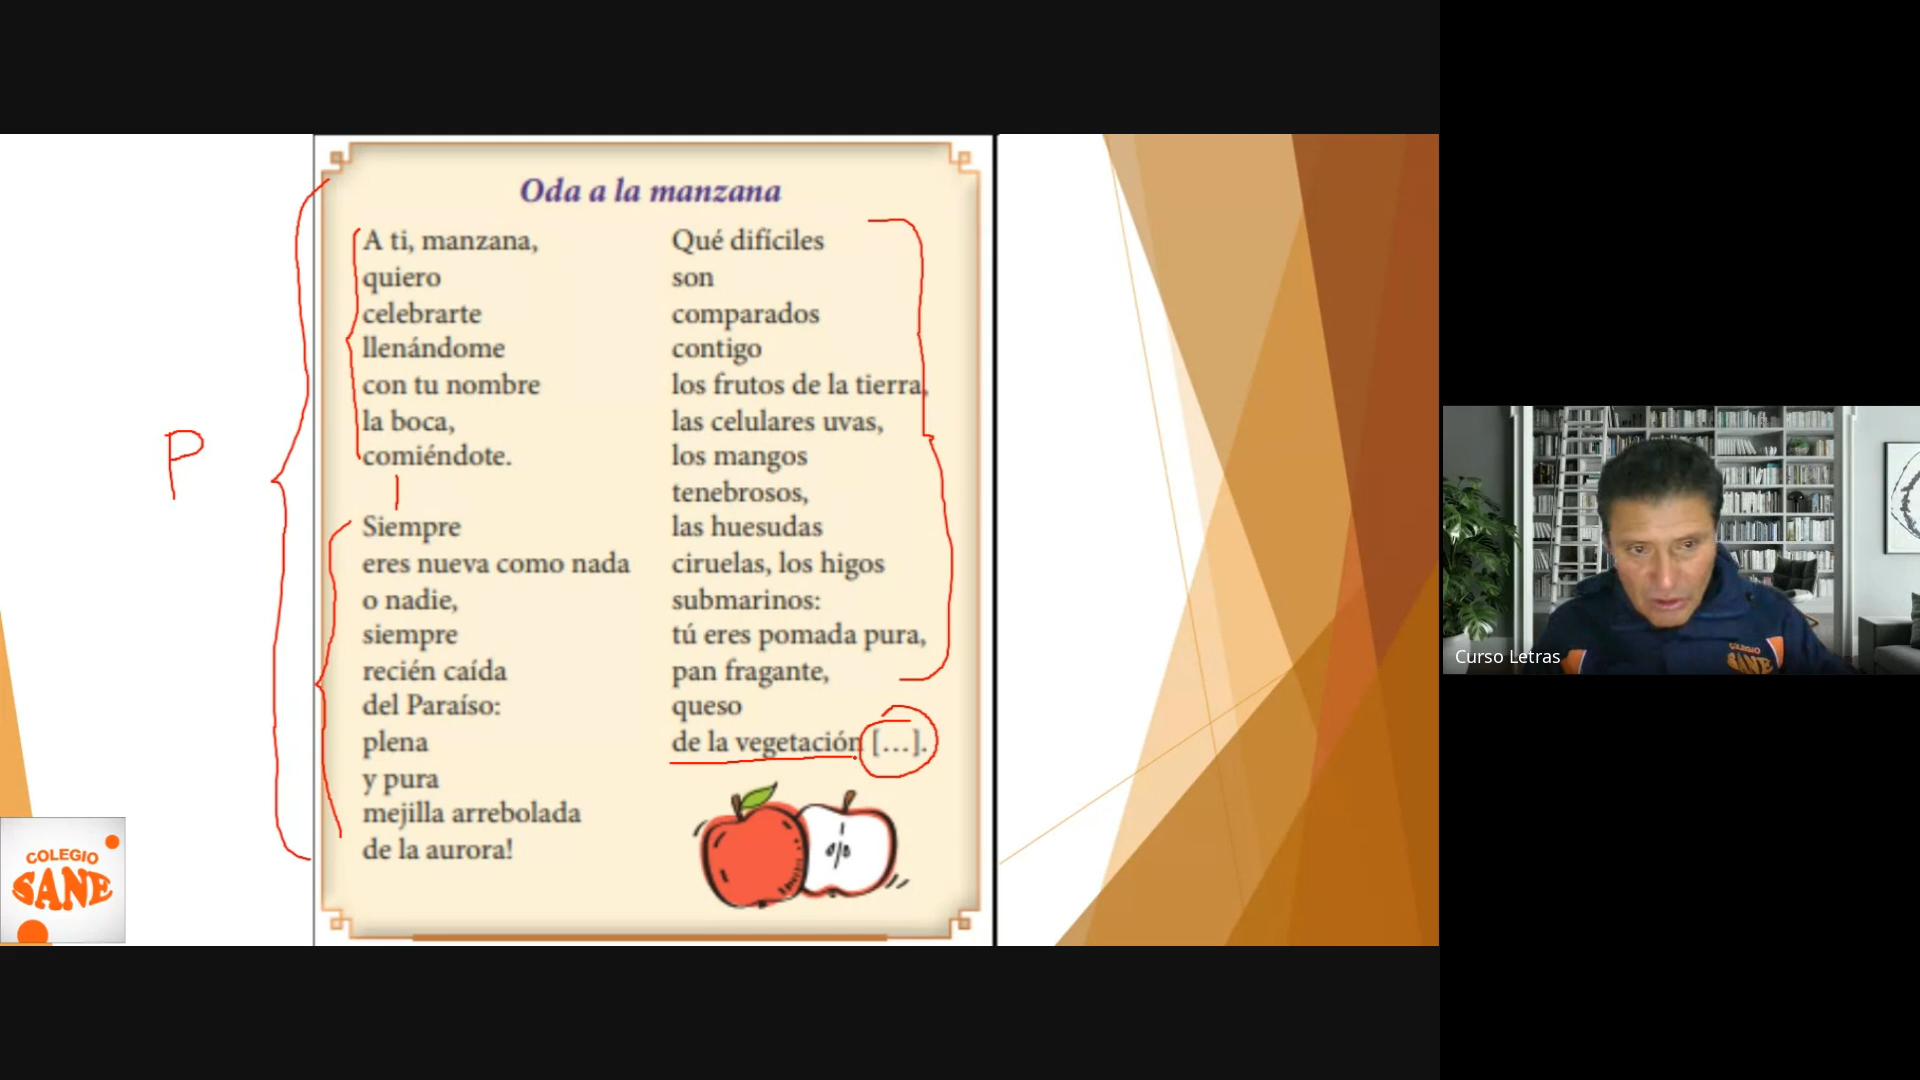 Oda a la manzana
A ti, manzana,
quiero
celebrarte
llenándome
con tu nombre
la boca,
comiéndote.
Siempre
eres nueva como nada
o nadie,
siempre
recién caída
del Paraíso:
plena
y pura
mejilla arrebolada
de la aurora!
Qué difíciles
son
comparados
contigo
los frutos de la tierra,
las celulares uvas,
los mangos
tenebrosos,
las huesudas
ciruelas, los higos
submarinos:
tú eres pomada pura,
pan fragante,
queso
de la vegetación […].
P
COLEGIO
SANE
Curso Letras
COLEGIO
SANE